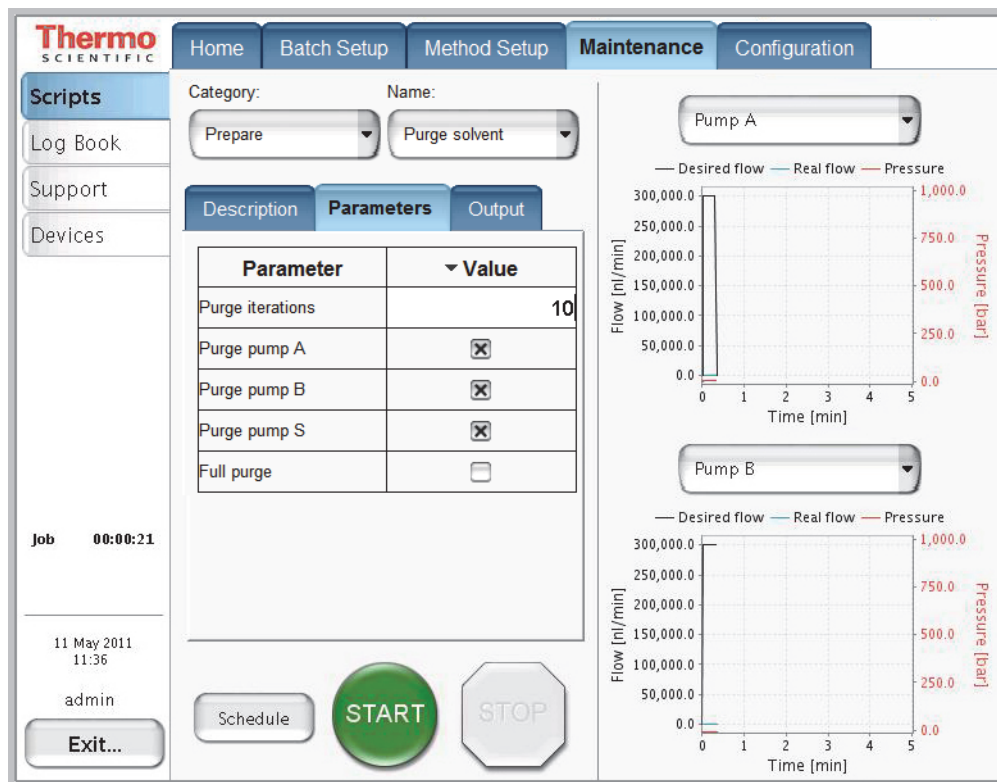 Thermo
SCIENTIFIC
Home
Batch Setup
Method Setup
Maintenance
Configuration
Scripts
Log Book
Support
Devices
Job 00:00:21
11 May 2011
11:36
admin
Exit...
Category:
Name:
Prepare
Purge solvent
Description
Parameters
Output
Parameter Value
Purge iterations 10
Purge pump A
Purge pump B
Purge pump S
Full purge
Schedule
START
STOP
Pump A
Desired flow Real flow Pressure
Flow [nl/min]
300,000.0
250,000.0
200,000.0
150,000.0
100,000.0
50,000.0
0.0
1,000.0
750.0
500.0
250.0
0.0
Pressure [bar]
0 1 2 3 4 5
Time [min]
Pump B
Desired flow Real flow Pressure
Flow [nl/min]
300,000.0
250,000.0
200,000.0
150,000.0
100,000.0
50,000.0
0.0
1,000.0
750.0
500.0
250.0
0.0
Pressure [bar]
0 1 2 3 4 5
Time [min]